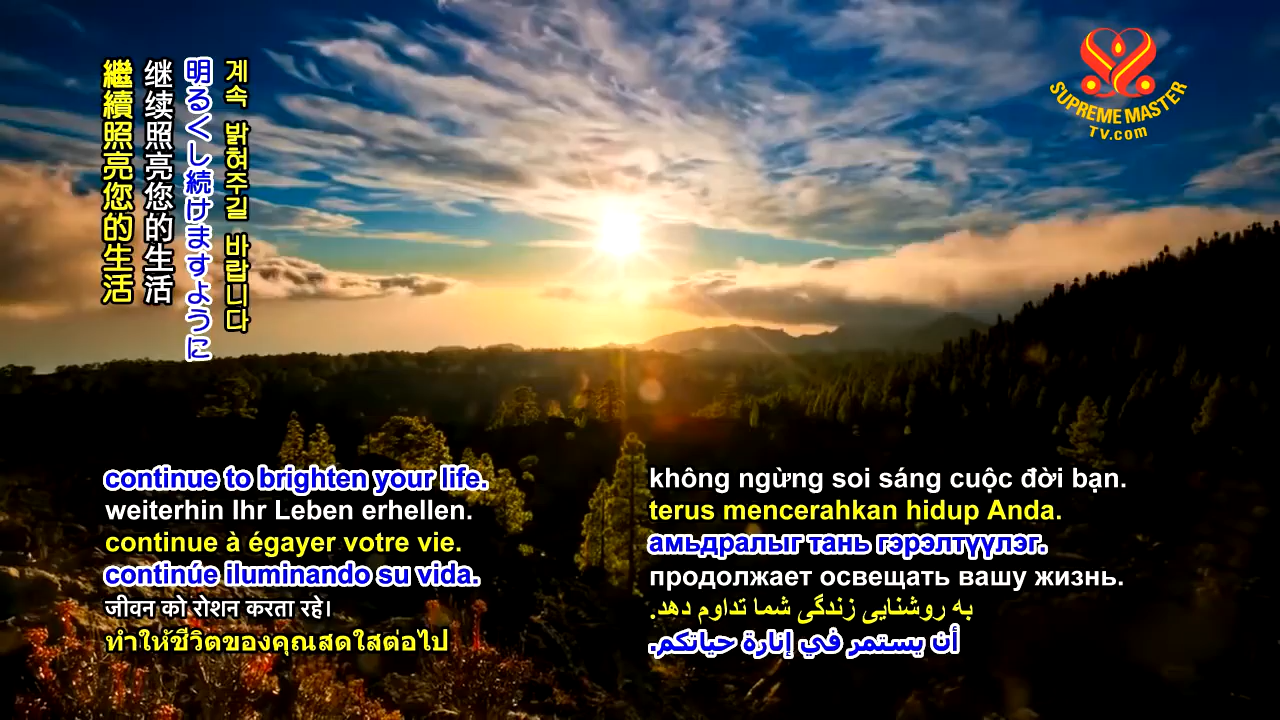 繼續照亮您的生活
继续照亮您的生活
明るくし続けますように
계속 밝혀주길 바랍니다
SUPREME MASTER
TV.com
continue to brighten your life.
weiterhin Ihr Leben erhellen.
continue à égayer votre vie.
continúe iluminando su vida.
जीवन को रोशन करता रहे।
ทำให้ชีวิตของคุณสดใสต่อไป
không ngừng soi sáng cuộc đời bạn.
terus mencerahkan hidup Anda.
амьдралыг тань гэрэлтүүлэг.
продолжает освещать вашу жизнь.
به روشنایی زندگی شما تداوم دهد.
أن يستمر في إنارة حياتكم.